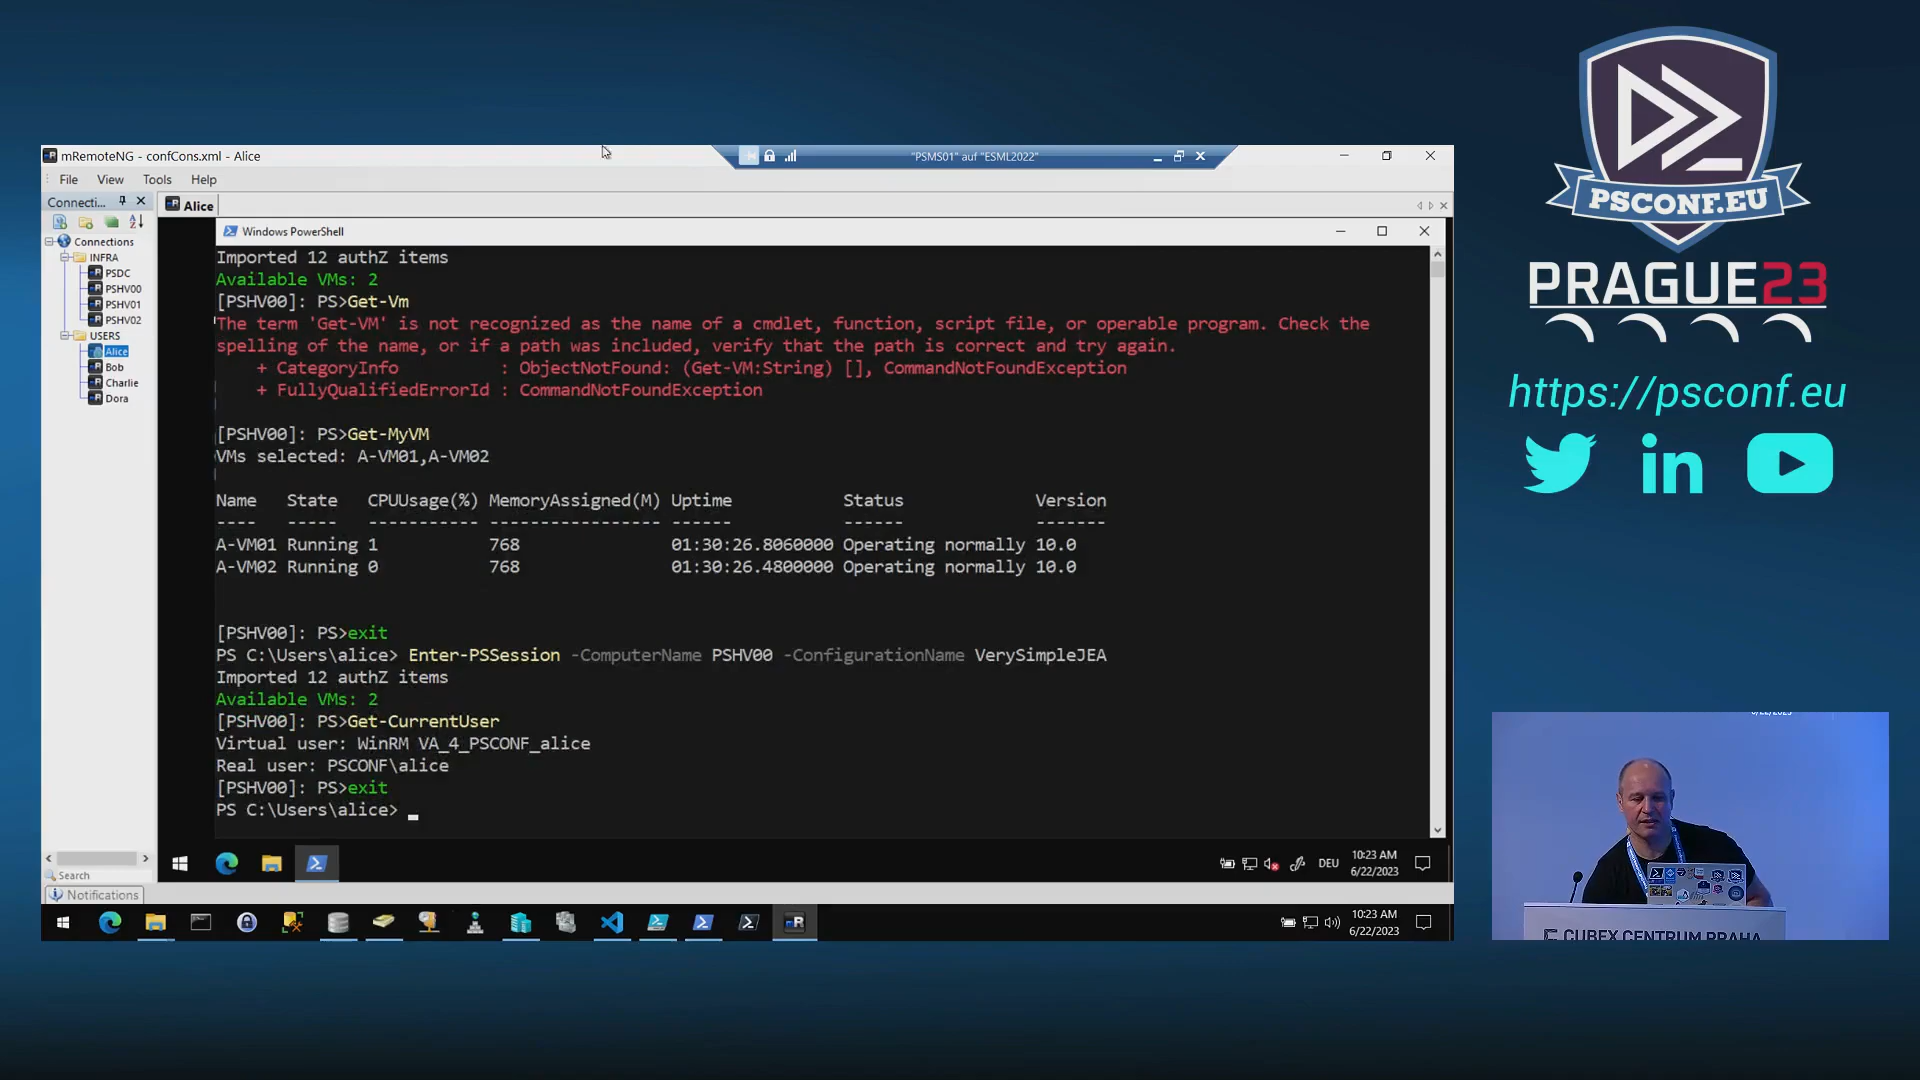 mRemoteNG - confCons.xml - Alice
"PSMS01" auf "ESML2022"
File View Tools Help
Connecti...
Alice
Connections
INFRA
PSDC
PSHV00
PSHV01
PSHV02
USERS
Alice
Bob
Charlie
Dora
Search
Notifications
Windows PowerShell
Imported 12 authZ items
Available VMs: 2
[PSHV00]: PS>Get-Vm
The term 'Get-VM' is not recognized as the name of a cmdlet, function, script file, or operable program. Check the
spelling of the name, or if a path was included, verify that the path is correct and try again.
+ CategoryInfo : ObjectNotFound: (Get-VM:String) [], CommandNotFoundException
+ FullyQualifiedErrorId : CommandNotFoundException
[PSHV00]: PS>Get-MyVM
VMs selected: A-VM01,A-VM02
Name State CPUUsage(%) MemoryAssigned(M) Uptime Status Version
---- ----- ----------- ----------------- ------ ------ -------
A-VM01 Running 1 768 01:30:26.8060000 Operating normally 10.0
A-VM02 Running 0 768 01:30:26.4800000 Operating normally 10.0
[PSHV00]: PS>exit
PS C:\Users\alice> Enter-PSSession -ComputerName PSHV00 -ConfigurationName VerySimpleJEA
Imported 12 authZ items
Available VMs: 2
[PSHV00]: PS>Get-CurrentUser
Virtual user: WinRM VA_4_PSCONF_alice
Real user: PSCONF\alice
[PSHV00]: PS>exit
PS C:\Users\alice>
DEU
10:23 AM
6/22/2023
10:23 AM
6/22/2023
PSCONF.EU
PRAGUE23
https://psconf.eu
in
6/22/2023
CUBEX CENTRUM PRAHA